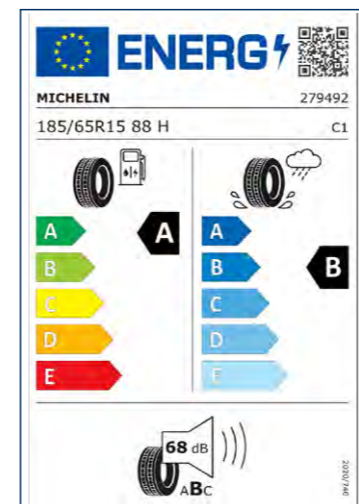 ENERG
MICHELIN 279492
185/65R15 88 H C1
A A A
B B B
C C
D D
E E
68 dB
ABC
2020/740